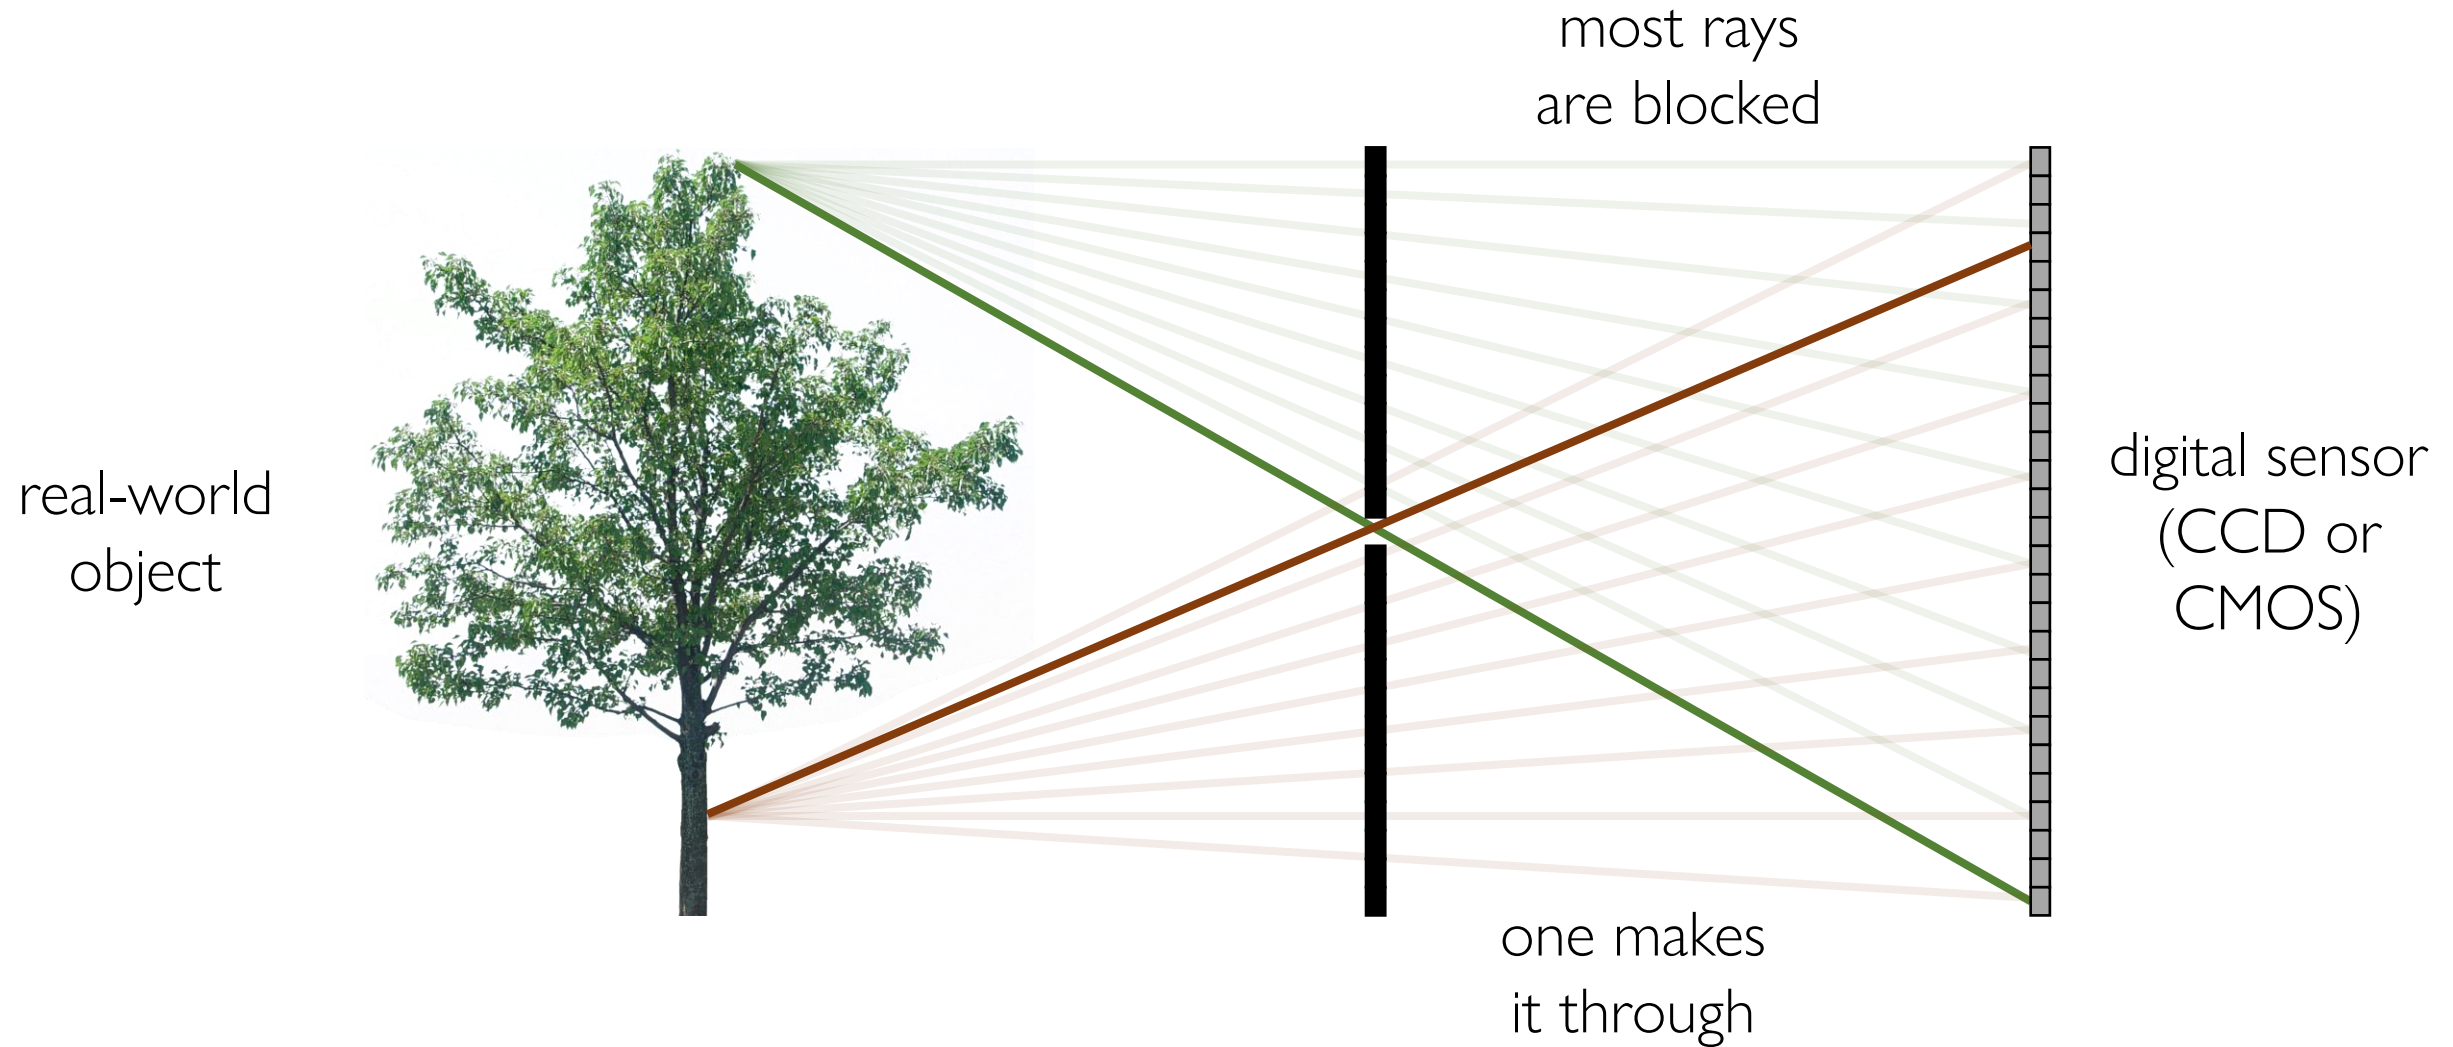 most rays
are blocked
real-world
object
digital sensor
(CCD or
CMOS)
one makes
it through